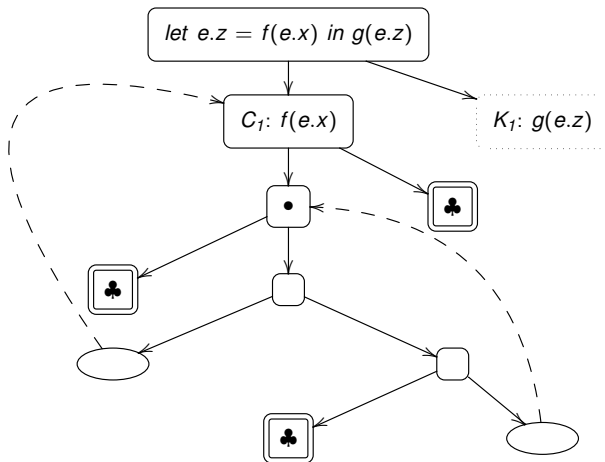 let e.z = f(e.x) in g(e.z)
C₁: f(e.x)
K₁: g(e.z)
♣
•
♣
♣